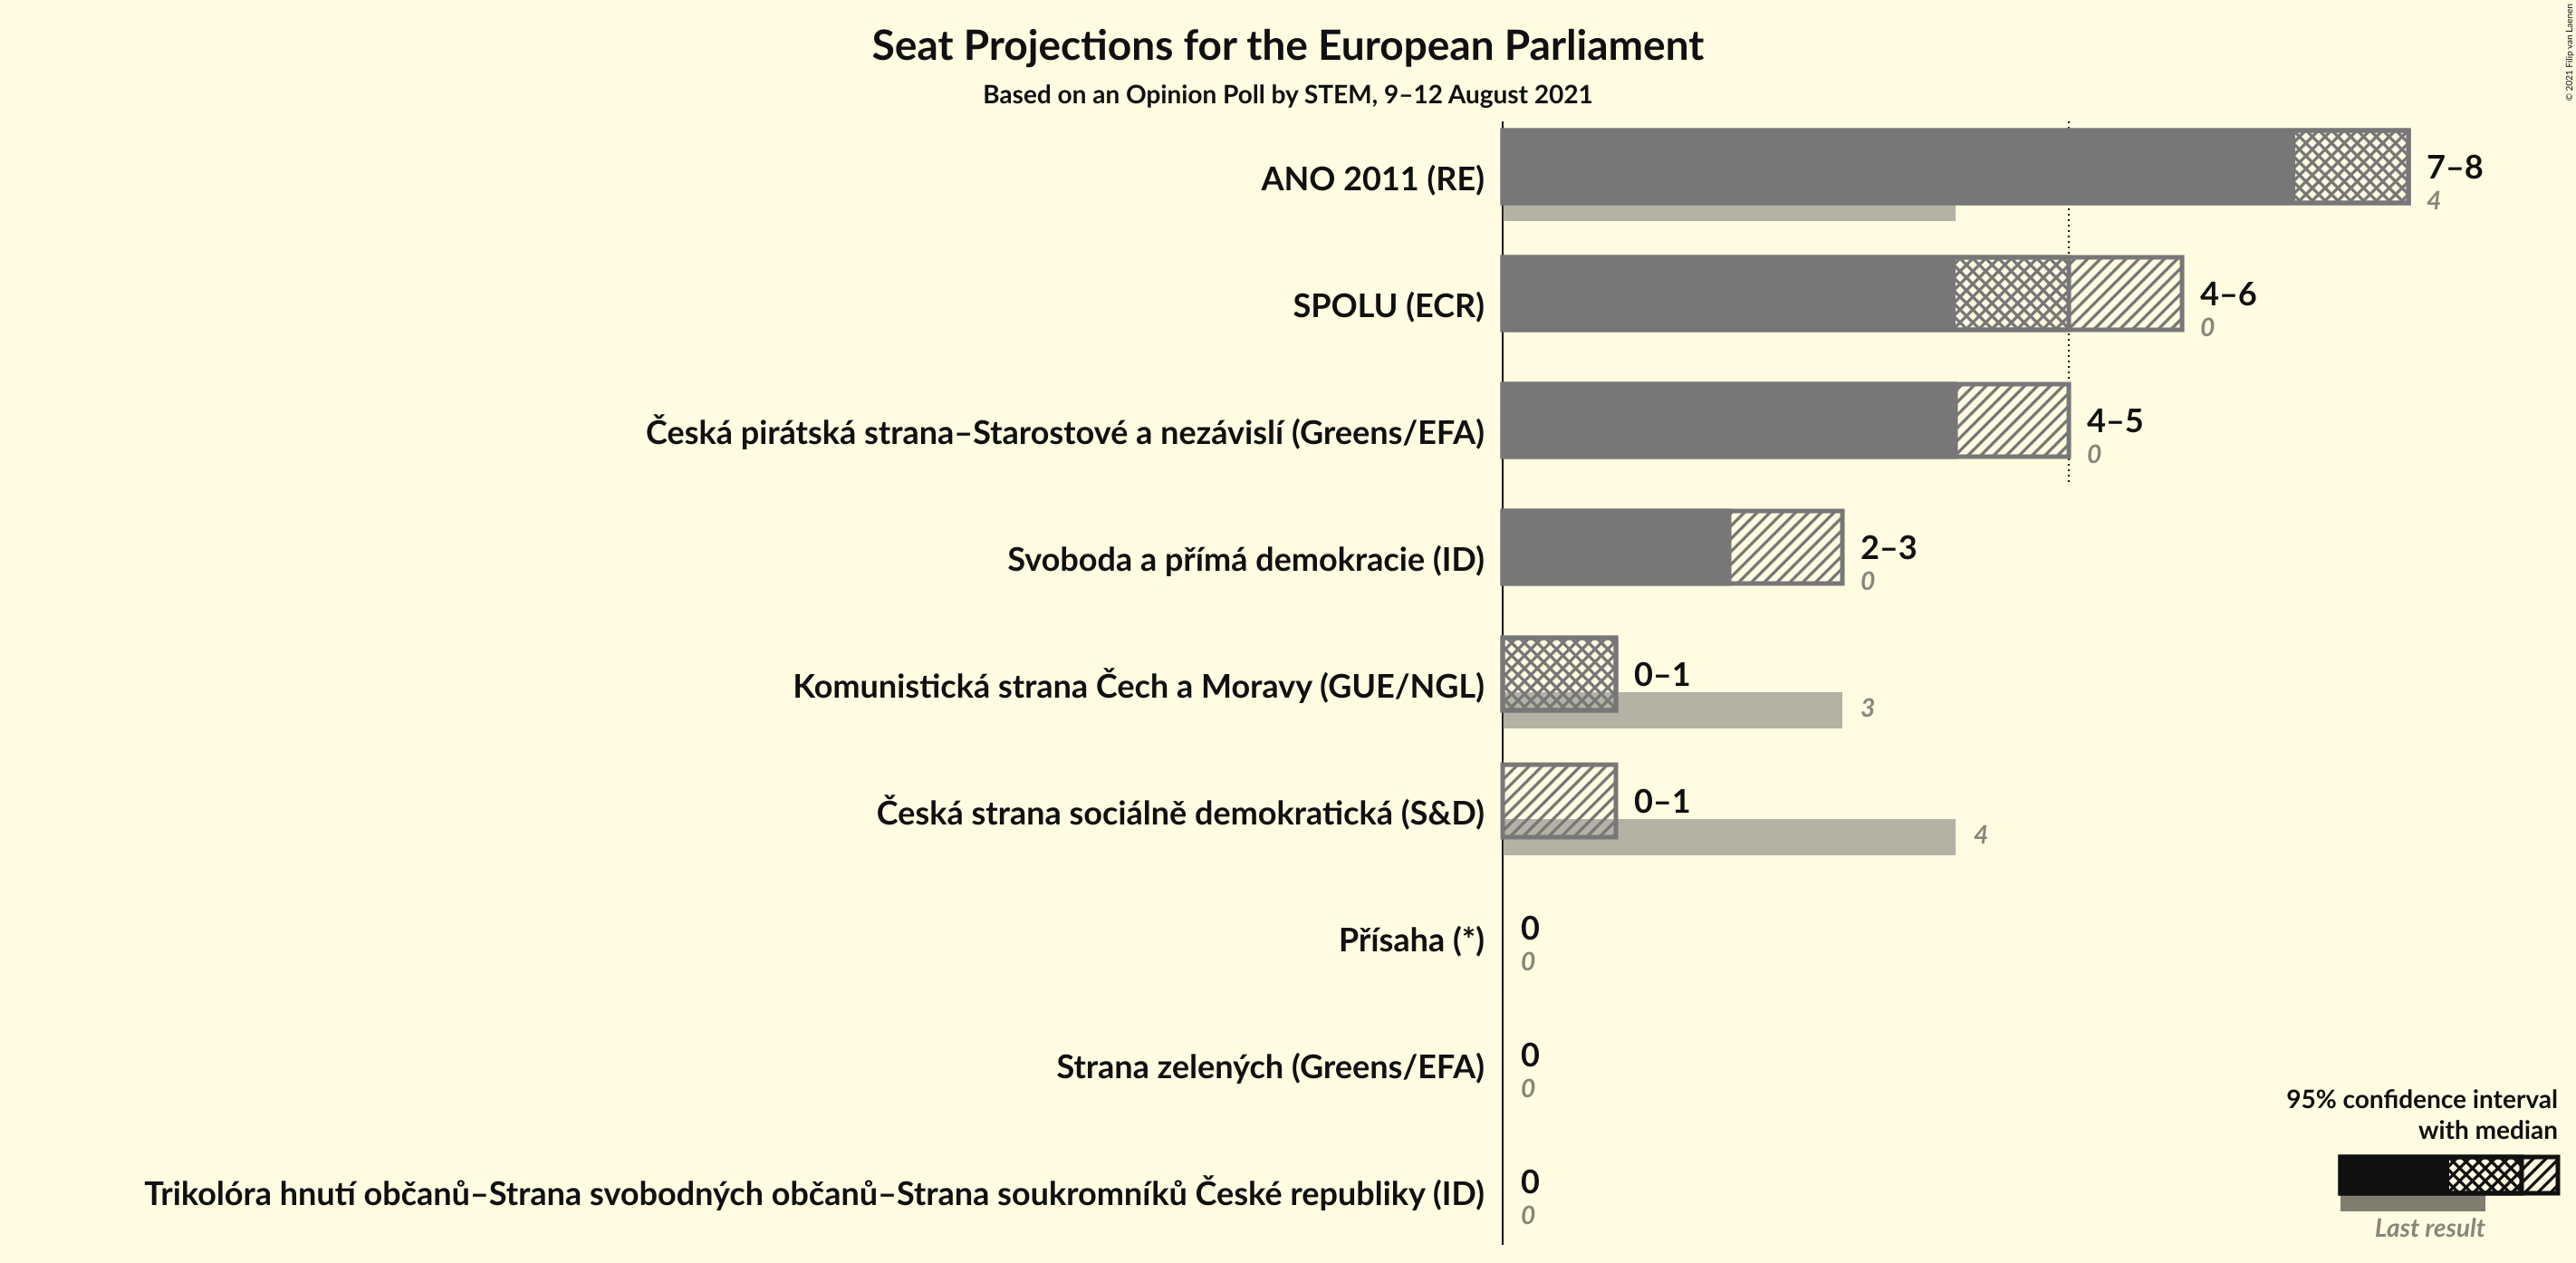 Seat Projections for the European Parliament
Based on an Opinion Poll by STEM, 9–12 August 2021
© 2021 Filip van Laenen
ANO 2011 (RE)
7–8
4
SPOLU (ECR)
4–6
0
Česká pirátská strana–Starostové a nezávislí (Greens/EFA)
4–5
0
Svoboda a přímá demokracie (ID)
2–3
0
Komunistická strana Čech a Moravy (GUE/NGL)
0–1
3
Česká strana sociálně demokratická (S&D)
0–1
4
Přísaha (*)
0
0
Strana zelených (Greens/EFA)
0
0
Trikolóra hnutí občanů–Strana svobodných občanů–Strana soukromníků České republiky (ID)
0
0
95% confidence interval
with median
Last result